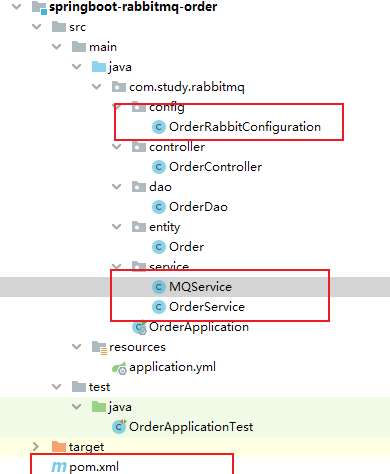 springboot-rabbitmq-order
src
main
java
com.study.rabbitmq
config
OrderRabbitConfiguration
controller
OrderController
dao
OrderDao
entity
Order
service
MQService
OrderService
OrderApplication
resources
application.yml
test
java
OrderApplicationTest
target
pom.xml